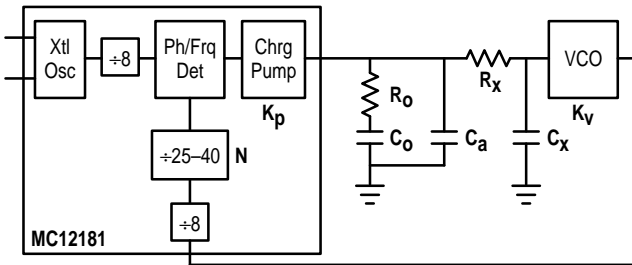 Xtl
Osc
÷8
Ph/Frq
Det
Chrg
Pump
Kp
÷25–40
N
÷8
MC12181
Ro
Co
Ca
Rx
Cx
VCO
Kv